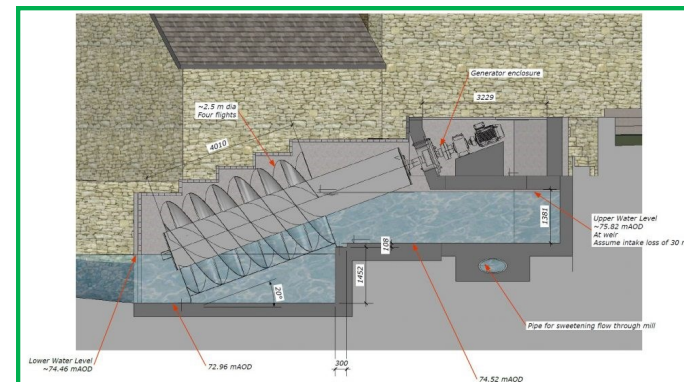 Generator enclosure
3229
~2.5 m dia
Four flights
4010
1381
Upper Water Level
~75.82 mAOD
At weir
Assume intake loss of 30 m
108
1452
20°
Pipe for sweetening flow through mill
Lower Water Level
~74.46 mAOD
72.96 mAOD
300
74.52 mAOD